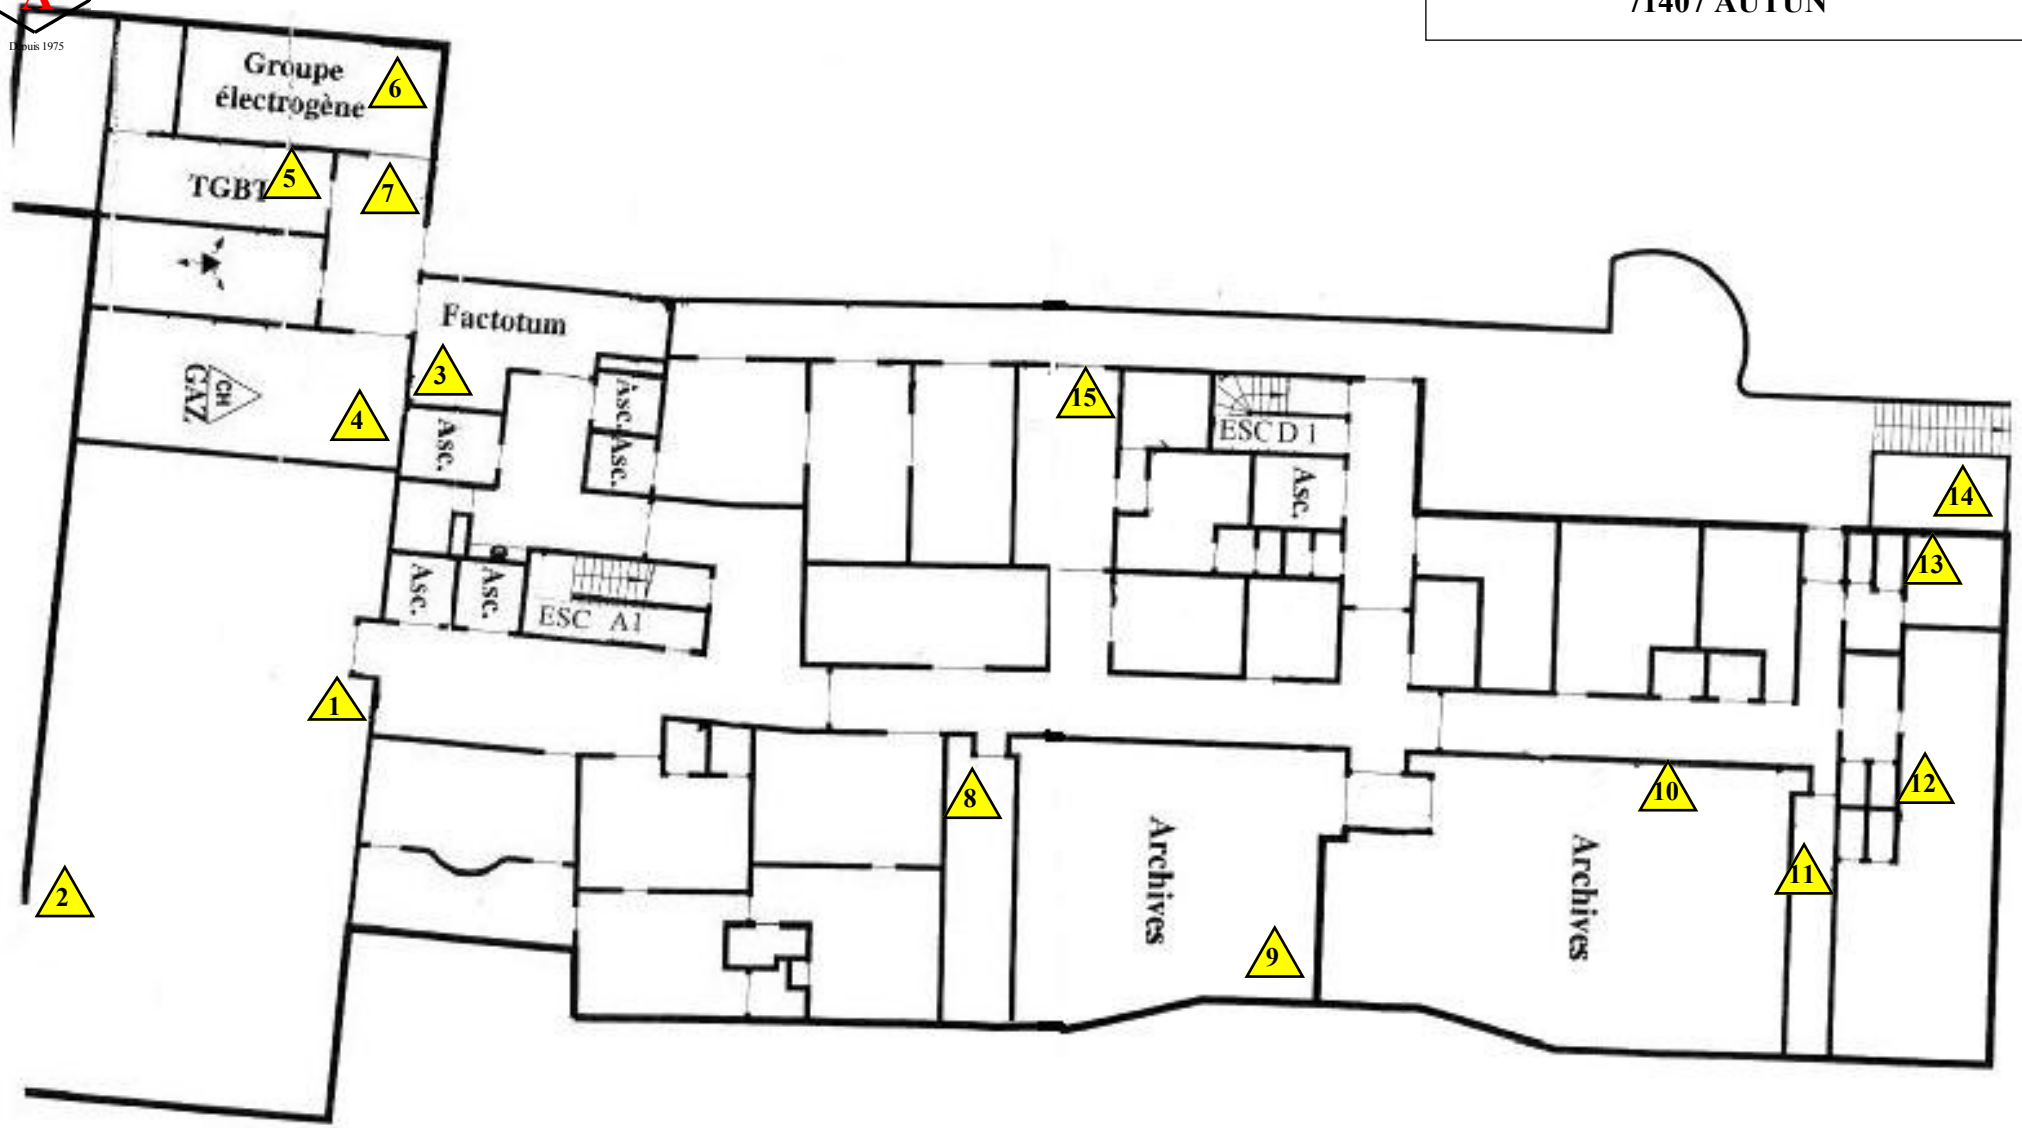 A
Depuis 1975
71407 AUTUN
Groupe
électrogène
6
TGBT
5
7
Factotum
3
GAZ
CH
4
Asc.
Asc.
Asc.
15
ESC D 1
Asc.
14
13
Asc.
Asc.
ESC A1
1
2
8
Archives
9
10
Archives
11
12